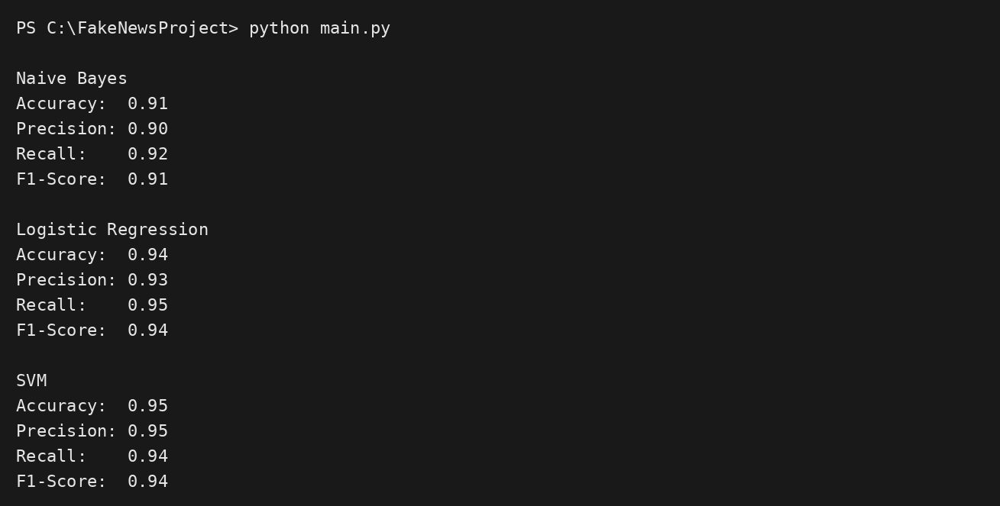 PS C:\FakeNewsProject> python main.py
Naive Bayes
Accuracy:  0.91
Precision: 0.90
Recall:    0.92
F1-Score:  0.91
Logistic Regression
Accuracy:  0.94
Precision: 0.93
Recall:    0.95
F1-Score:  0.94
SVM
Accuracy:  0.95
Precision: 0.95
Recall:    0.94
F1-Score:  0.94